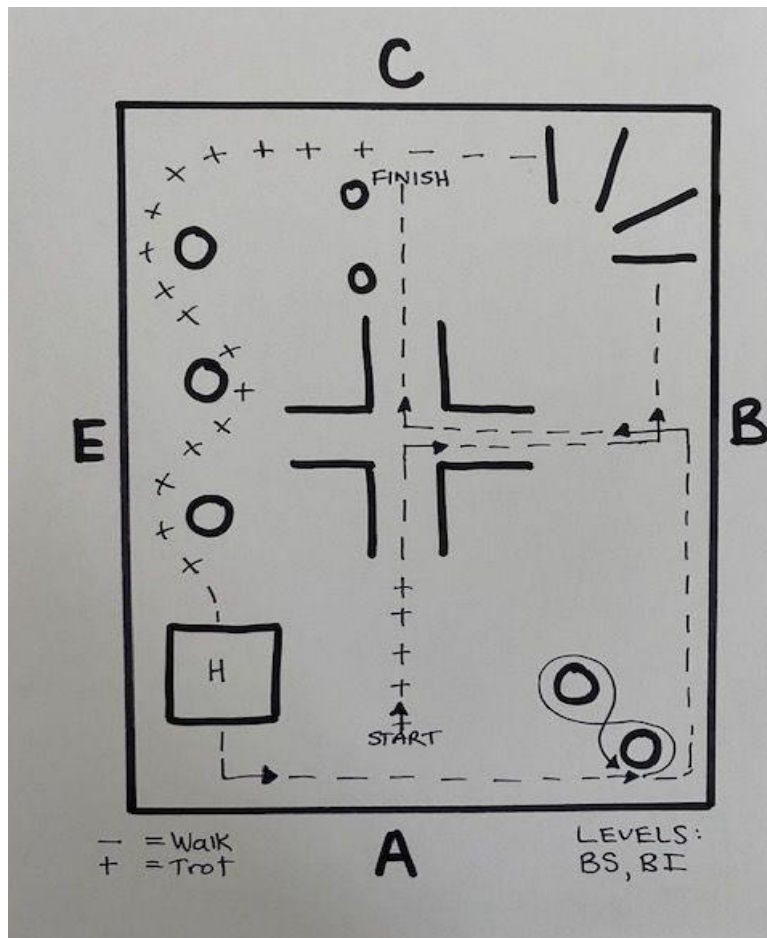 C
FINISH
E
B
H
START
— = Walk
+ = Trot
A
LEVELS:
BS, BI